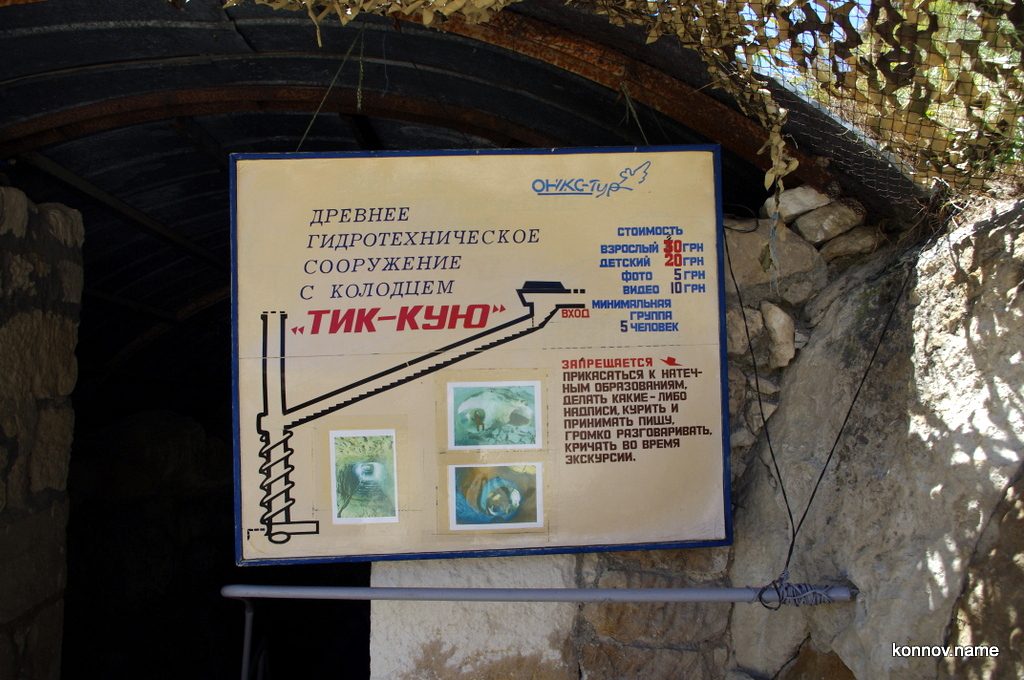 ОНИКС-Тур
ДРЕВНЕЕ
ГИДРОТЕХНИЧЕСКОЕ
СООРУЖЕНИЕ
С КОЛОДЦЕМ
„ТИК-КУЮ”
СТОИМОСТЬ
ВЗРОСЛЫЙ 30 ГРН
ДЕТСКИЙ 20 ГРН
ФОТО 5 ГРН
ВИДЕО 10 ГРН
МИНИМАЛЬНАЯ
ГРУППА
5 ЧЕЛОВЕК
ВХОД
ЗАПРЕЩАЕТСЯ
ПРИКАСАТЬСЯ К НАТЕЧ-
НЫМ ОБРАЗОВАНИЯМ,
ДЕЛАТЬ КАКИЕ-ЛИБО
НАДПИСИ, КУРИТЬ И
ПРИНИМАТЬ ПИЩУ,
ГРОМКО РАЗГОВАРИВАТЬ,
КРИЧАТЬ ВО ВРЕМЯ
ЭКСКУРСИИ.
konnov.name